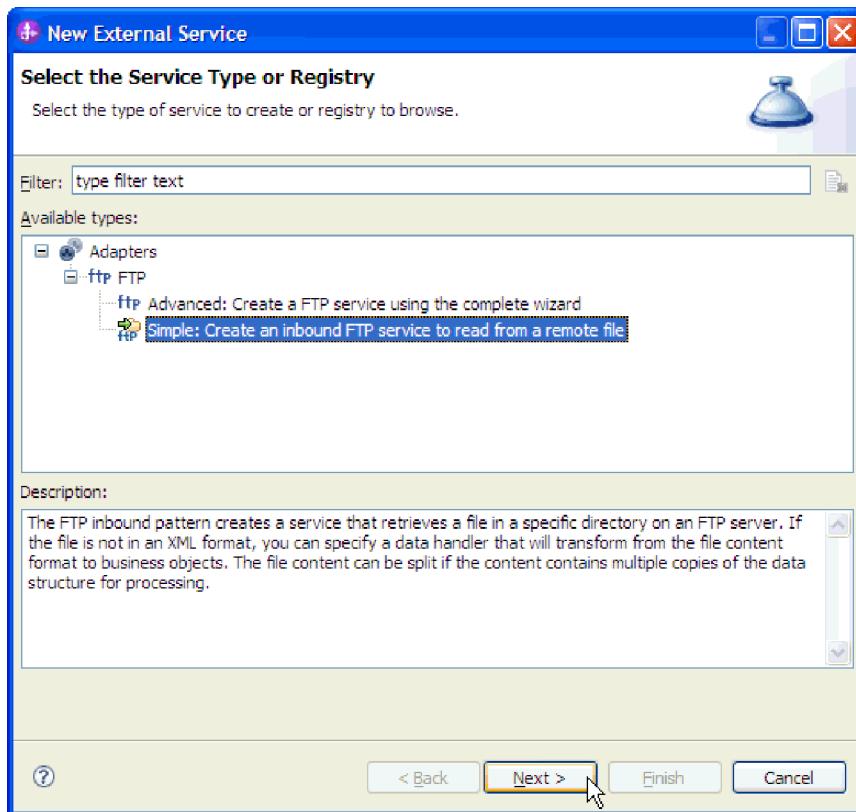 New External Service
Select the Service Type or Registry
Select the type of service to create or registry to browse.
Filter: type filter text
Available types:
Adapters
ftp FTP
ftp Advanced: Create a FTP service using the complete wizard
FTP Simple: Create an inbound FTP service to read from a remote file
Description:
The FTP inbound pattern creates a service that retrieves a file in a specific directory on an FTP server. If
the file is not in an XML format, you can specify a data handler that will transform from the file content
format to business objects. The file content can be split if the content contains multiple copies of the data
structure for processing.
? < Back Next > Finish Cancel